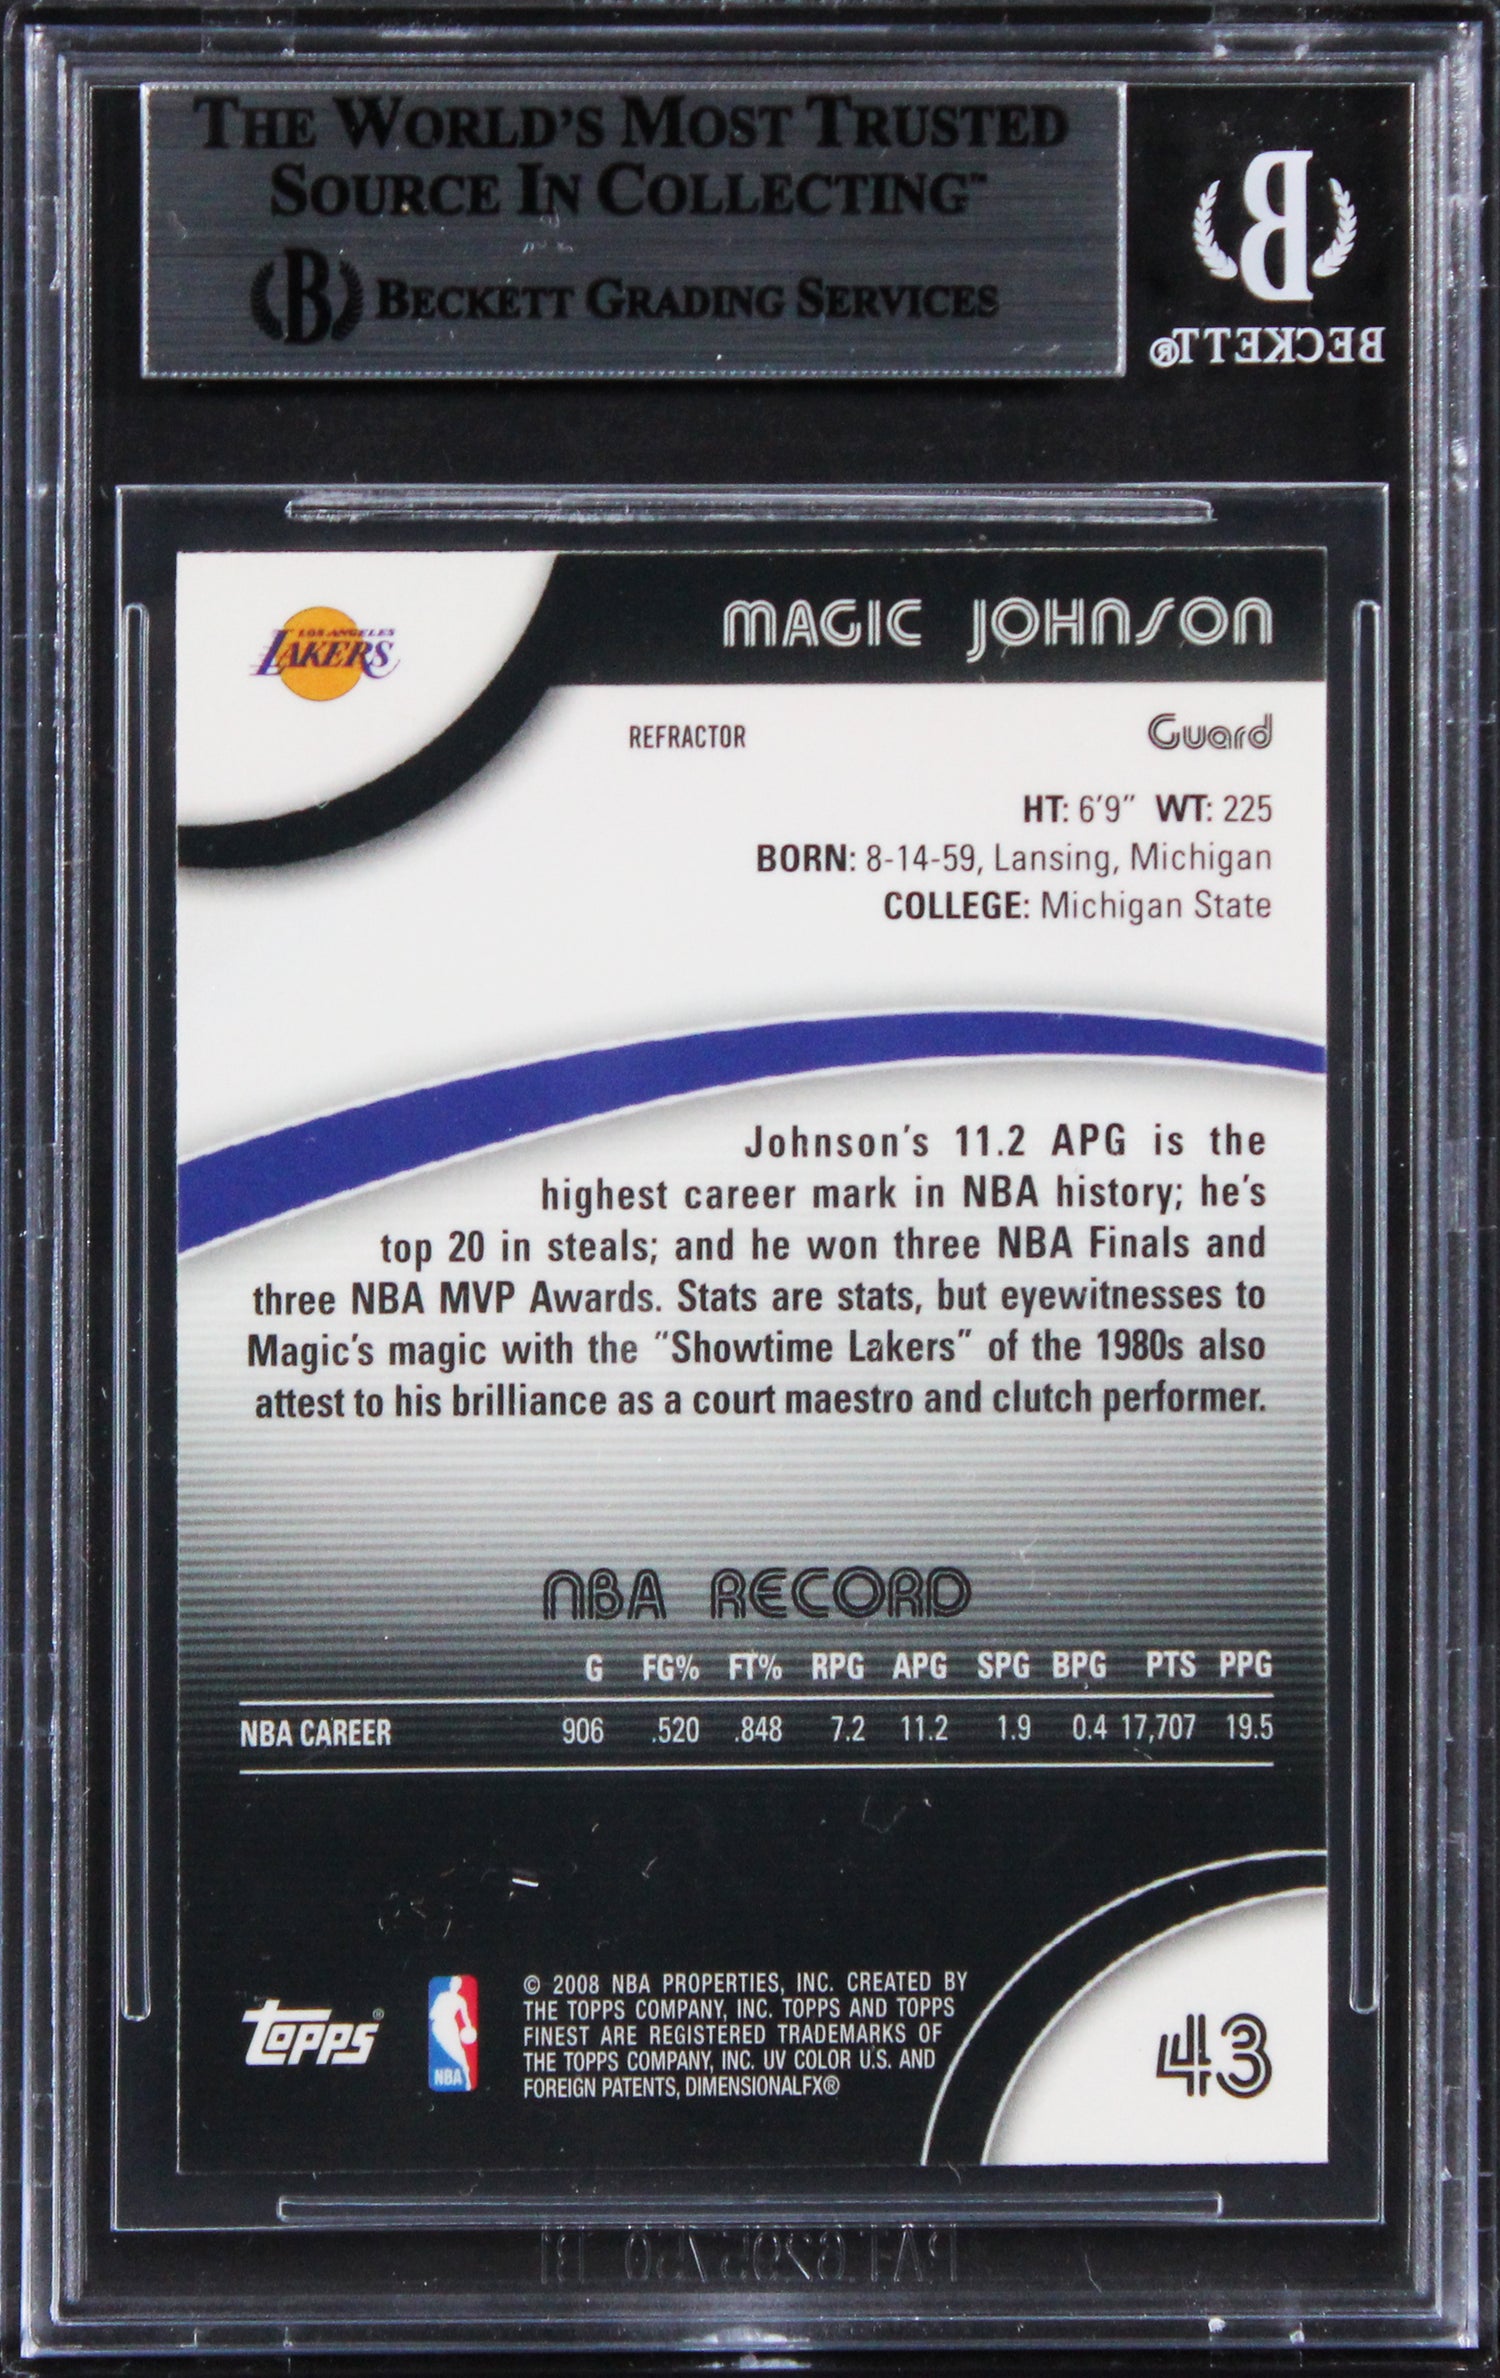 THE WORLD'S MOST TRUSTED
SOURCE IN COLLECTING™
B BECKETT GRADING SERVICES
B
BECKETT®
LOS ANGELES
LAKERS
MAGIC JOHNSON
REFRACTOR
Guard
HT: 6'9" WT: 225
BORN: 8-14-59, Lansing, Michigan
COLLEGE: Michigan State
Johnson's 11.2 APG is the
highest career mark in NBA history; he's
top 20 in steals; and he won three NBA Finals and
three NBA MVP Awards. Stats are stats, but eyewitnesses to
Magic's magic with the "Showtime Lakers" of the 1980s also
attest to his brilliance as a court maestro and clutch performer.
NBA RECORD
G FG% FT% RPG APG SPG BPG PTS PPG
NBA CAREER 906 .520 .848 7.2 11.2 1.9 0.4 17,707 19.5
TOPPS®
NBA
© 2008 NBA PROPERTIES, INC. CREATED BY
THE TOPPS COMPANY, INC. TOPPS AND TOPPS
FINEST ARE REGISTERED TRADEMARKS OF
THE TOPPS COMPANY, INC. UV COLOR U.S. AND
FOREIGN PATENTS, DIMENSIONALFX®
43